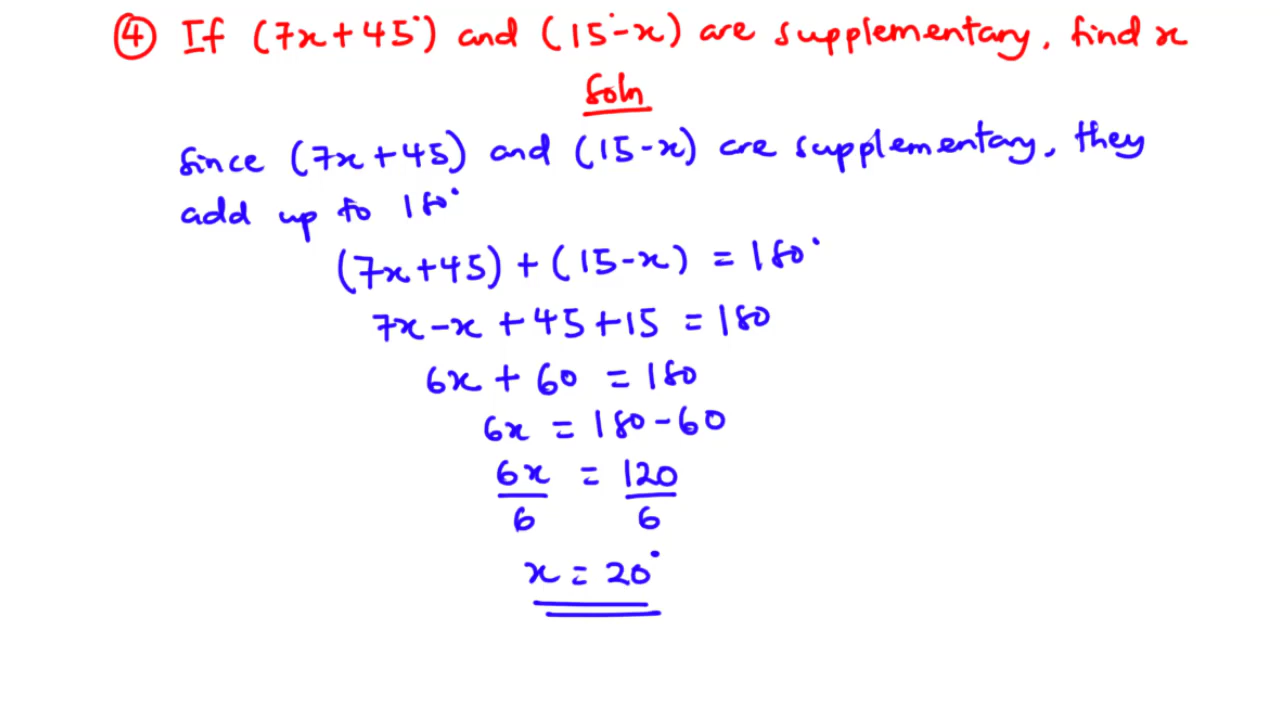 ④ If (7x+45°) and (15°-x) are supplementary, find x
Soln
Since (7x+45) and (15-x) are supplementary, they
add up to 180°
(7x+45) + (15-x) = 180°
7x-x + 45+15 = 180
6x + 60 = 180
6x = 180-60
6x/6 = 120/6
x = 20°